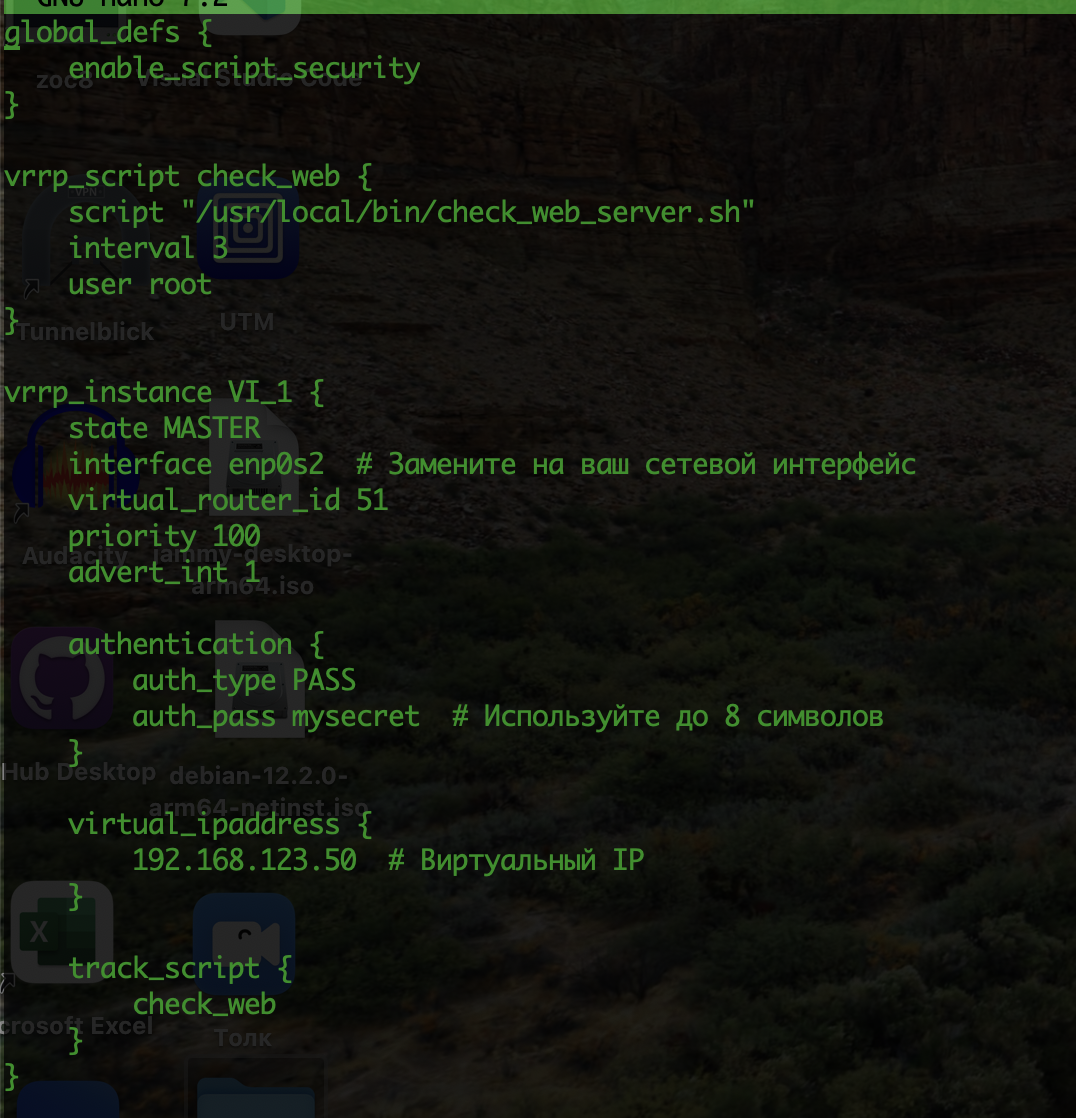 GNU nano 7.2
global_defs {
    enable_script_security
}
zoc8 Visual Studio Code

vrrp_script check_web {
    script "/usr/local/bin/check_web_server.sh"
    interval 3
    user root
}
VPN
Tunnelblick UTM

vrrp_instance VI_1 {
    state MASTER
    interface enp0s2  # Замените на ваш сетевой интерфейс
    virtual_router_id 51
    priority 100
    advert_int 1
Audacity jammy-desktop-
arm64.iso

    authentication {
        auth_type PASS
        auth_pass mysecret  # Используйте до 8 символов
    }
Hub Desktop debian-12.2.0-
arm64-netinst.iso

    virtual_ipaddress {
        192.168.123.50  # Виртуальный IP
    }

    track_script {
        check_web
    }
}
X
crosoft Excel Толк